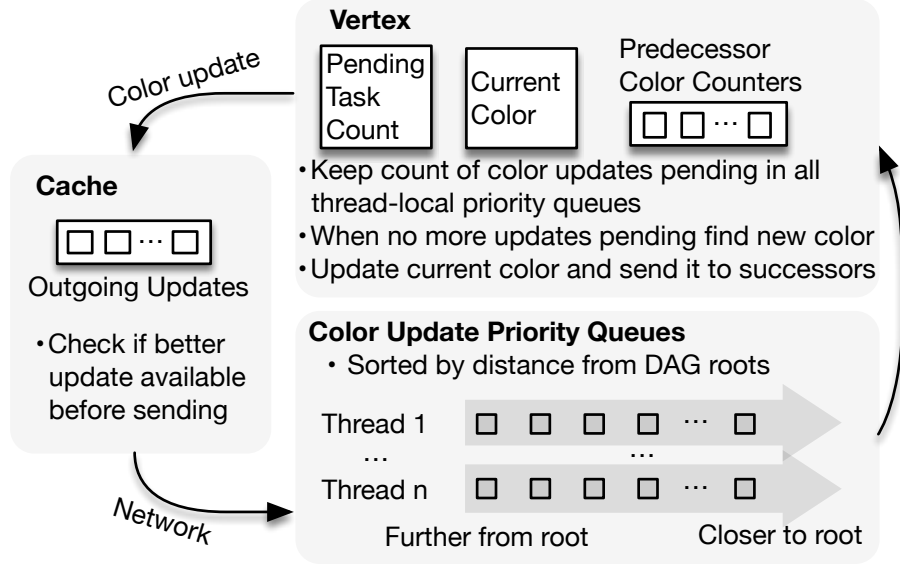 Vertex
Pending
Task
Count
Current
Color
Predecessor
Color Counters
...
•Keep count of color updates pending in all
thread-local priority queues
•When no more updates pending find new color
•Update current color and send it to successors
Color update
Cache
...
Outgoing Updates
•Check if better
update available
before sending
Network
Color Update Priority Queues
• Sorted by distance from DAG roots
Thread 1
...
... ...
Thread n
...
Further from root
Closer to root